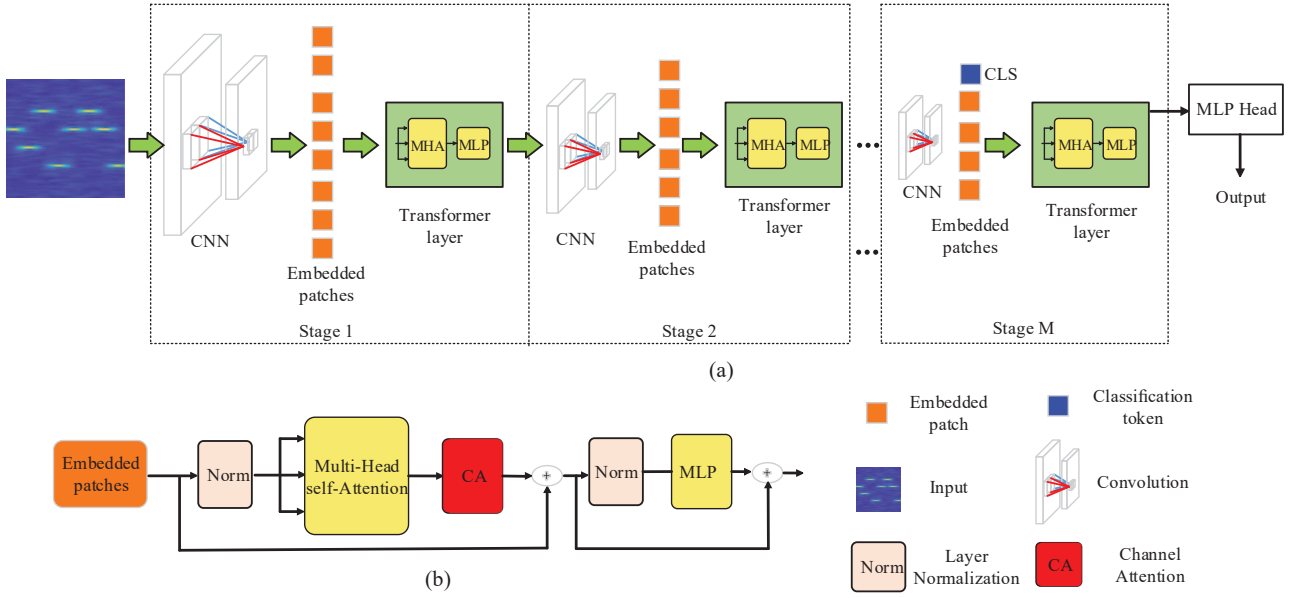 CNN
Embedded
patches
MHA
MLP
Transformer
layer
Stage 1
CNN
Embedded
patches
MHA
MLP
Transformer
layer
Stage 2
...
...
CNN
CLS
Embedded
patches
MHA
MLP
Transformer
layer
Stage M
MLP Head
Output
(a)
Embedded
patches
Norm
Multi-Head
self-Attention
CA
+
Norm
MLP
+
(b)
Embedded
patch
Classification
token
Input
Convolution
Norm
Layer
Normalization
CA
Channel
Attention